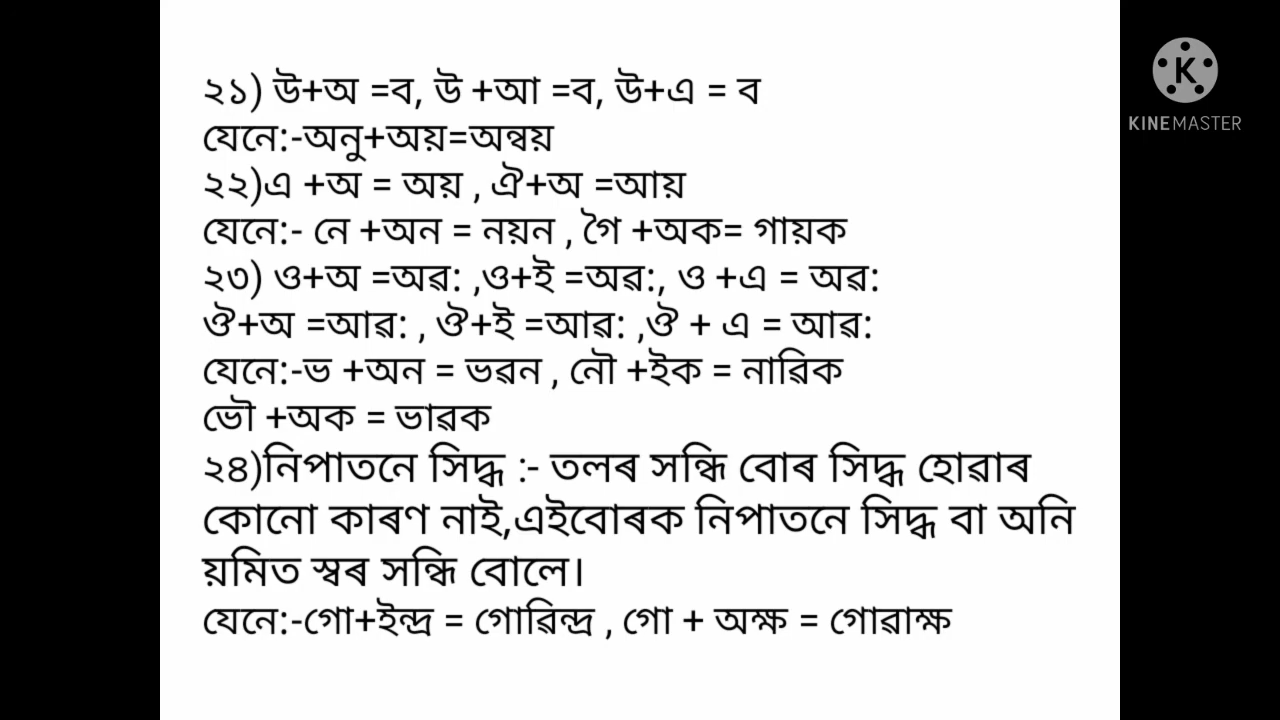 ২১) উ+অ =ব, উ +আ =ব, উ+এ = ব
যেনে:-অনু+অয়=অন্বয়
২২)এ +অ = অয় , ঐ+অ =আয়
যেনে:- নে +অন = নয়ন , গৈ +অক= গায়ক
২৩) ও+অ =অৱ: ,ও+ই =অৱ:, ও +এ = অৱ:
ঔ+অ =আৱ: , ঔ+ই =আৱ: ,ঔ + এ = আৱ:
যেনে:-ভ +অন = ভৱন , নৌ +ইক = নাৱিক
ভৌ +অক = ভাৱক
২৪)নিপাতনে সিদ্ধ :- তলৰ সন্ধি বোৰ সিদ্ধ হোৱাৰ
কোনো কাৰণ নাই,এইবোৰক নিপাতনে সিদ্ধ বা অনি
য়মিত স্বৰ সন্ধি বোলে।
যেনে:-গো+ইন্দ্ৰ = গোৱিন্দ্ৰ , গো + অক্ষ = গোৱাক্ষ
K
KINEMASTER